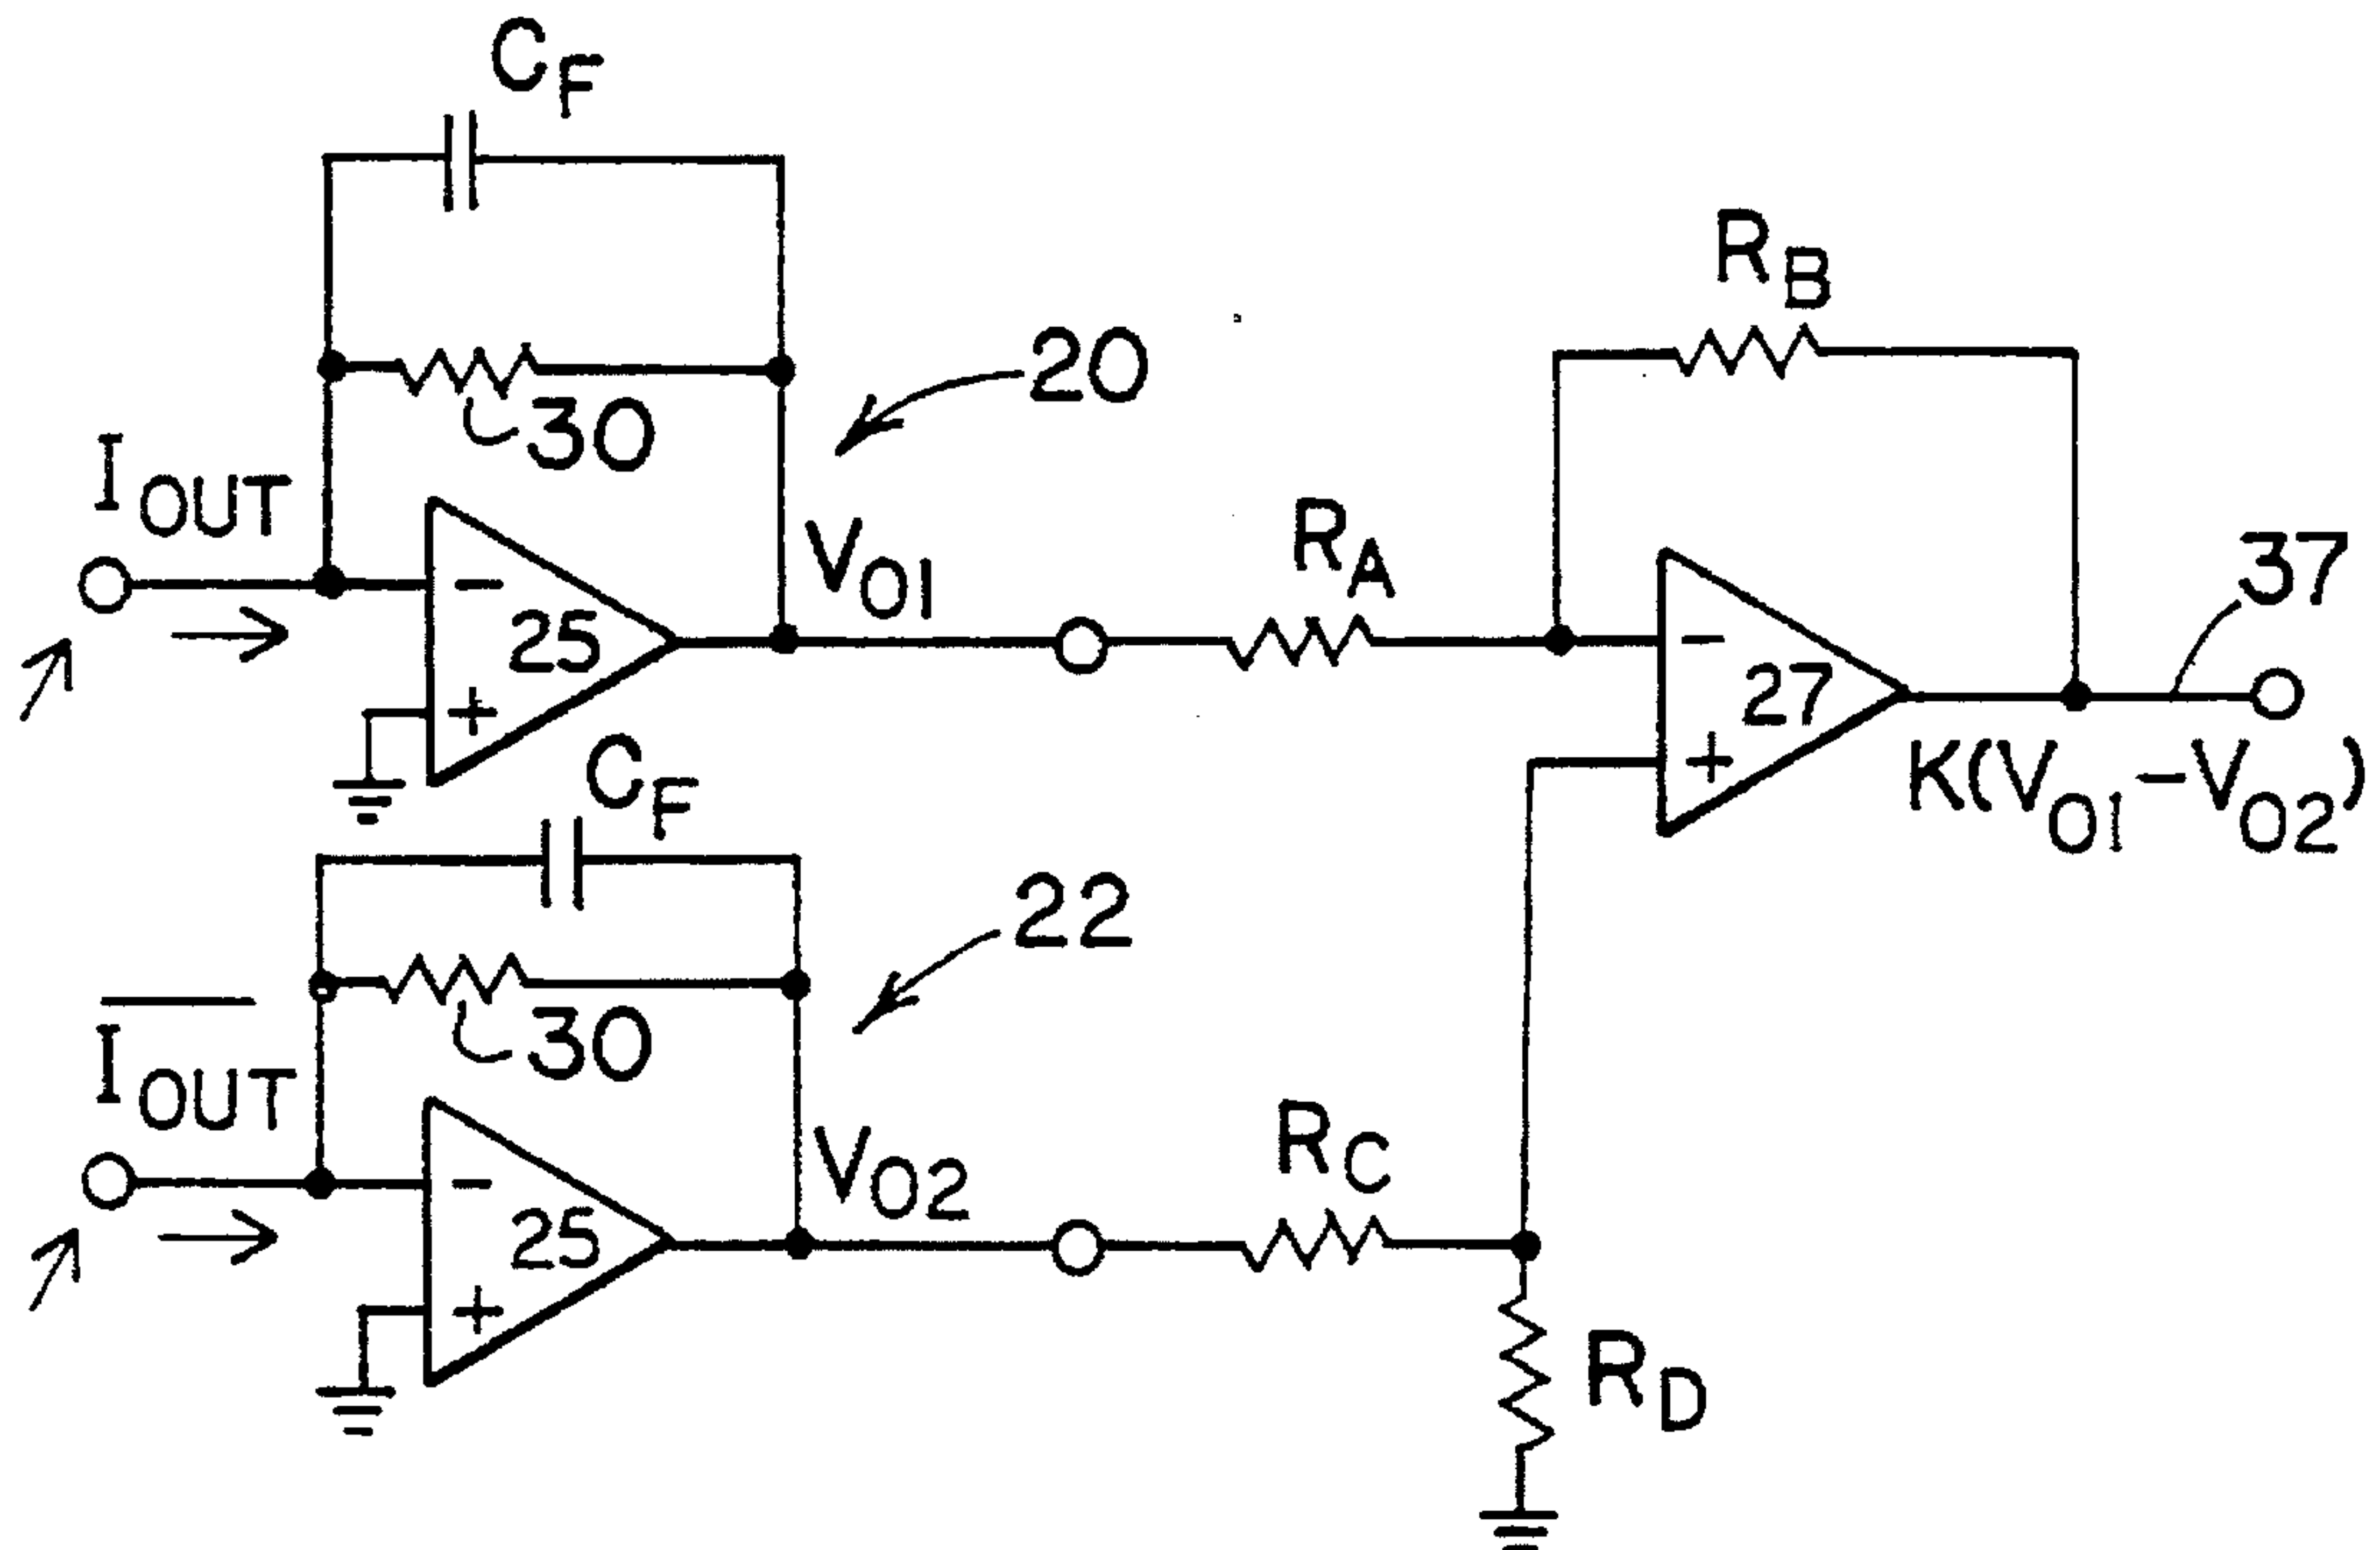 C_F
R_B
20
30
I_OUT
R_A
V_O1
37
−
25
+
−
27
+
K(V_O1−V_O2)
C_F
22
30
I̅_OUT
R_C
V_O2
−
25
+
R_D